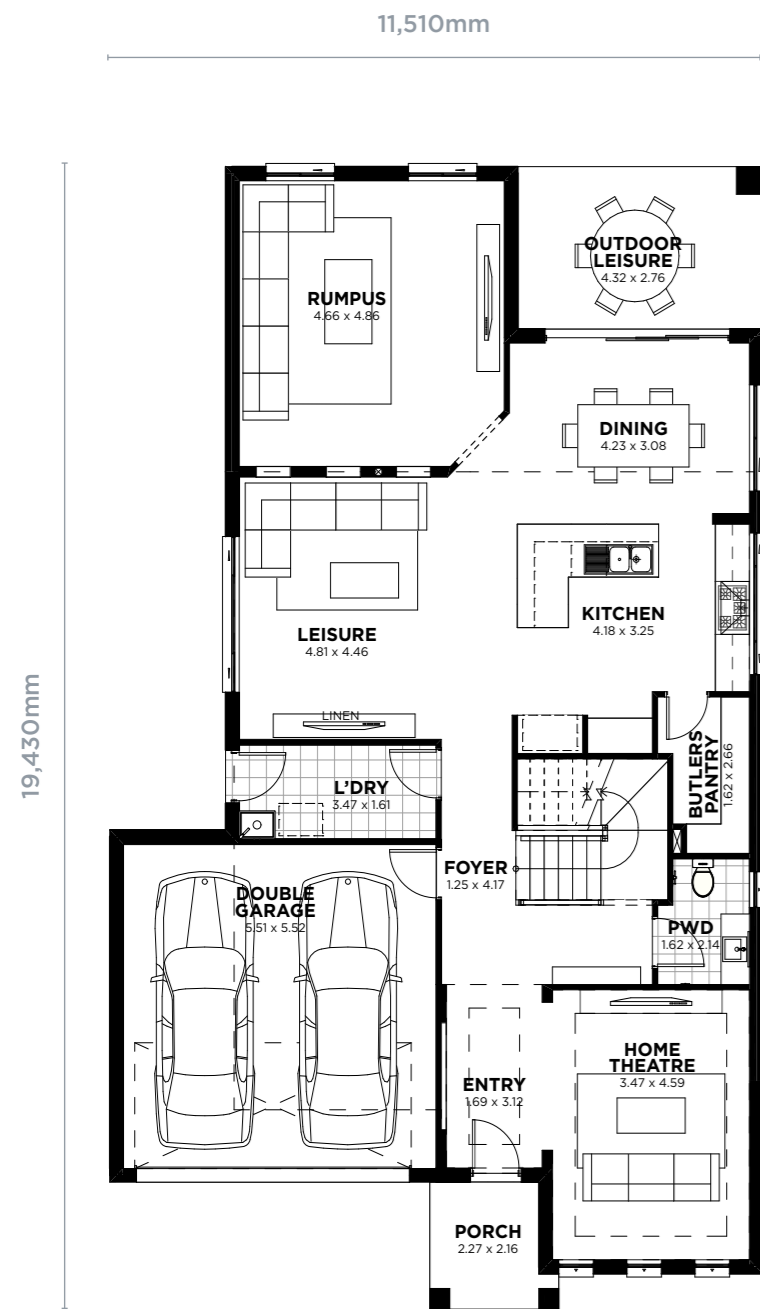 11,510mm
19,430mm
OUTDOOR
LEISURE
4.32 x 2.76
RUMPUS
4.66 x 4.86
DINING
4.23 x 3.08
KITCHEN
4.18 x 3.25
LEISURE
4.81 x 4.46
LINEN
BUTLERS
PANTRY
1.62 x 2.66
L'DRY
3.47 x 1.61
FOYER
1.25 x 4.17
DOUBLE
GARAGE
5.51 x 5.52
PWD
1.62 x 2.14
HOME
THEATRE
3.47 x 4.59
ENTRY
1.69 x 3.12
PORCH
2.27 x 2.16